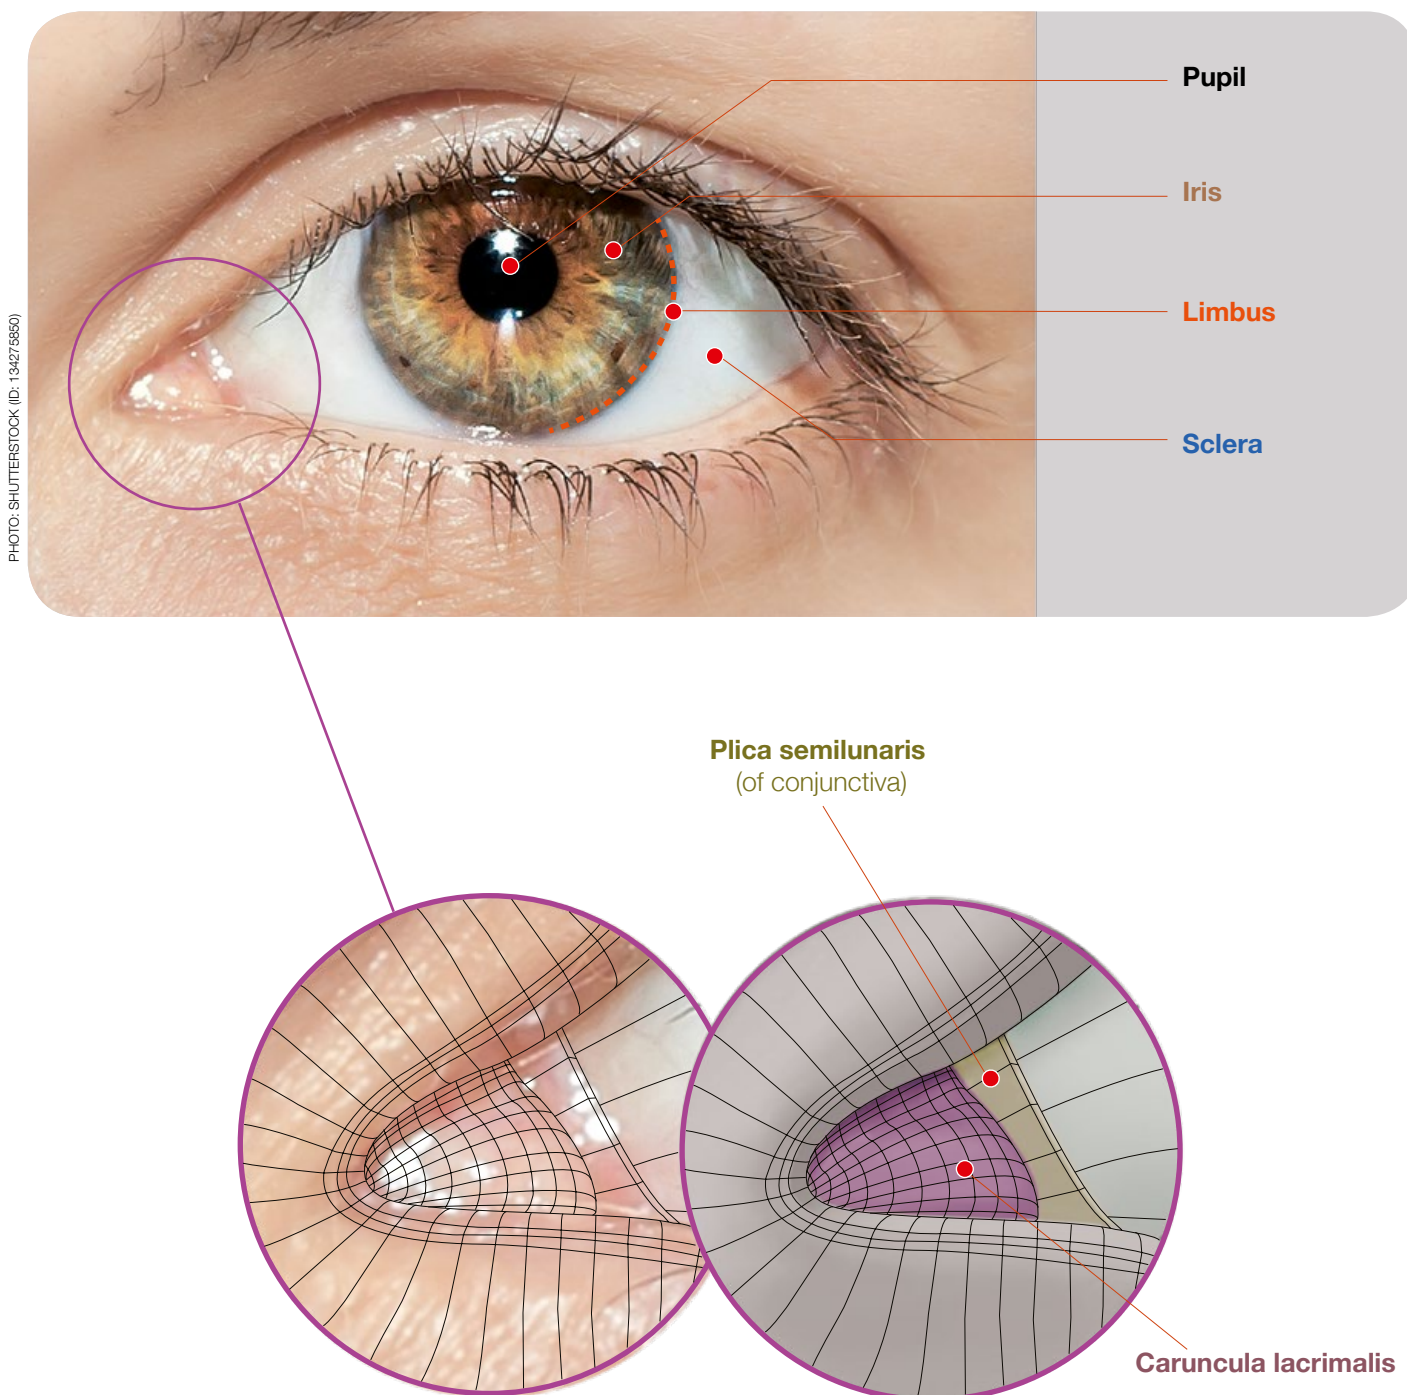 Pupil
Iris
Limbus
Sclera
PHOTO: SHUTTERSTOCK (ID: 134275850)
Plica semilunaris
(of conjunctiva)
Caruncula lacrimalis